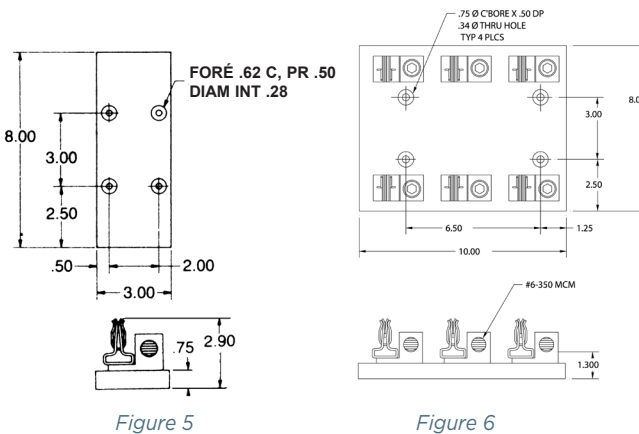 FORÉ .62 C, PR .50
DIAM INT .28
8.00
3.00
2.50
.50
2.00
3.00
.75
2.90
Figure 5
.75 Ø C'BORE X .50 DP
.34 Ø THRU HOLE
TYP 4 PLCS
3.00
2.50
6.50
1.25
10.00
#6-350 MCM
1.300
Figure 6